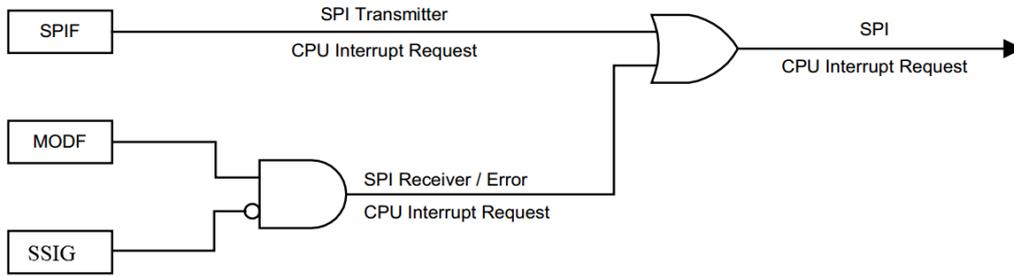 SPIF
SPI Transmitter
CPU Interrupt Request
SPI
CPU Interrupt Request
MODF
SPI Receiver / Error
CPU Interrupt Request
SSIG